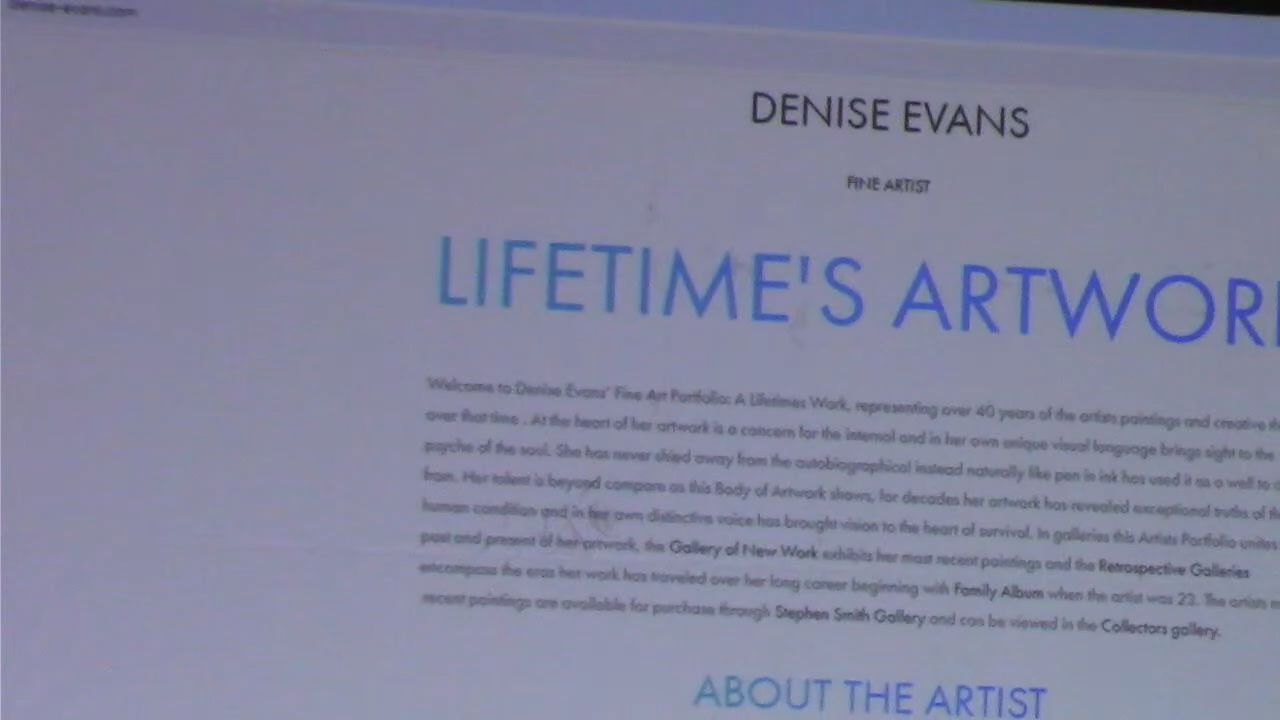 Denise-evans.com
DENISE EVANS
FINE ARTIST
LIFETIME'S ARTWOR
Welcome to Denise Evans' Fine Art Portfolio: A Lifetimes Work, representing over 40 years of the artists paintings and creative
over that time . At the heart of her artwork is a concern for the internal and in her own unique visual language brings sight to the
psyche of the soul. She has never shied away from the autobiographical instead naturally like pen in ink has used it as a well to
from. Her talent is beyond compare as this Body of Artwork shows, for decades her artwork has revealed exceptional truths of
human condition and in her own distinctive voice has brought vision to the heart of survival. In galleries this Artists Portfolio unites
past and present of her artwork, the Gallery of New Work exhibits her most recent paintings and the Retrospective Galleries
encompass the eras her work has traveled over her long career beginning with Family Album when the artist was 23. The artists
recent paintings are available for purchase through Stephen Smith Gallery and can be viewed in the Collectors gallery.
ABOUT THE ARTIST